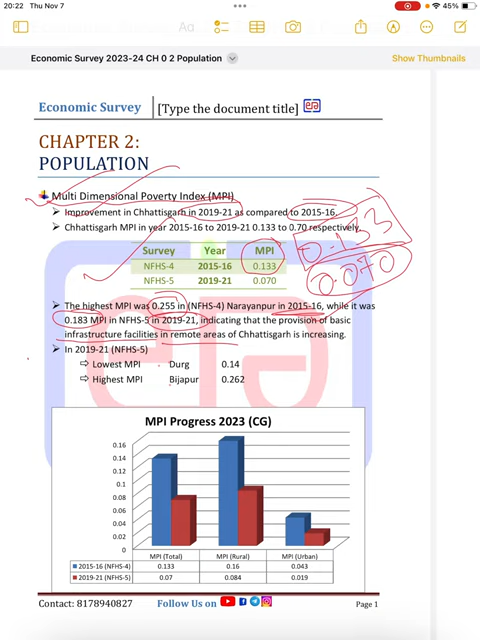 20:22 Thu Nov 7
45%
Aa
Economic Survey 2023-24 CH 0 2 Population
Show Thumbnails
Economic Survey
[Type the document title]
CHAPTER 2:
POPULATION
Multi Dimensional Poverty Index (MPI)
Improvement in Chhattisgarh in 2019-21 as compared to 2015-16.
Chhattisgarh MPI in year 2015-16 to 2019-21 0.133 to 0.70 respectively.
0.133
0.070
Survey Year MPI
NFHS-4 2015-16 0.133
NFHS-5 2019-21 0.070
The highest MPI was 0.255 in (NFHS-4) Narayanpur in 2015-16, while it was
0.183 MPI in NFHS-5 in 2019-21, indicating that the provision of basic
infrastructure facilities in remote areas of Chhattisgarh is increasing.
In 2019-21 (NFHS-5)
Lowest MPI Durg 0.14
Highest MPI Bijapur 0.262
MPI Progress 2023 (CG)
0.16
0.14
0.12
0.1
0.08
0.06
0.04
0.02
0
MPI (Total) MPI (Rural) MPI (Urban)
2015-16 (NFHS-4) 0.133 0.16 0.043
2019-21 (NFHS-5) 0.07 0.084 0.019
Contact: 8178940827 Follow Us on Page 1